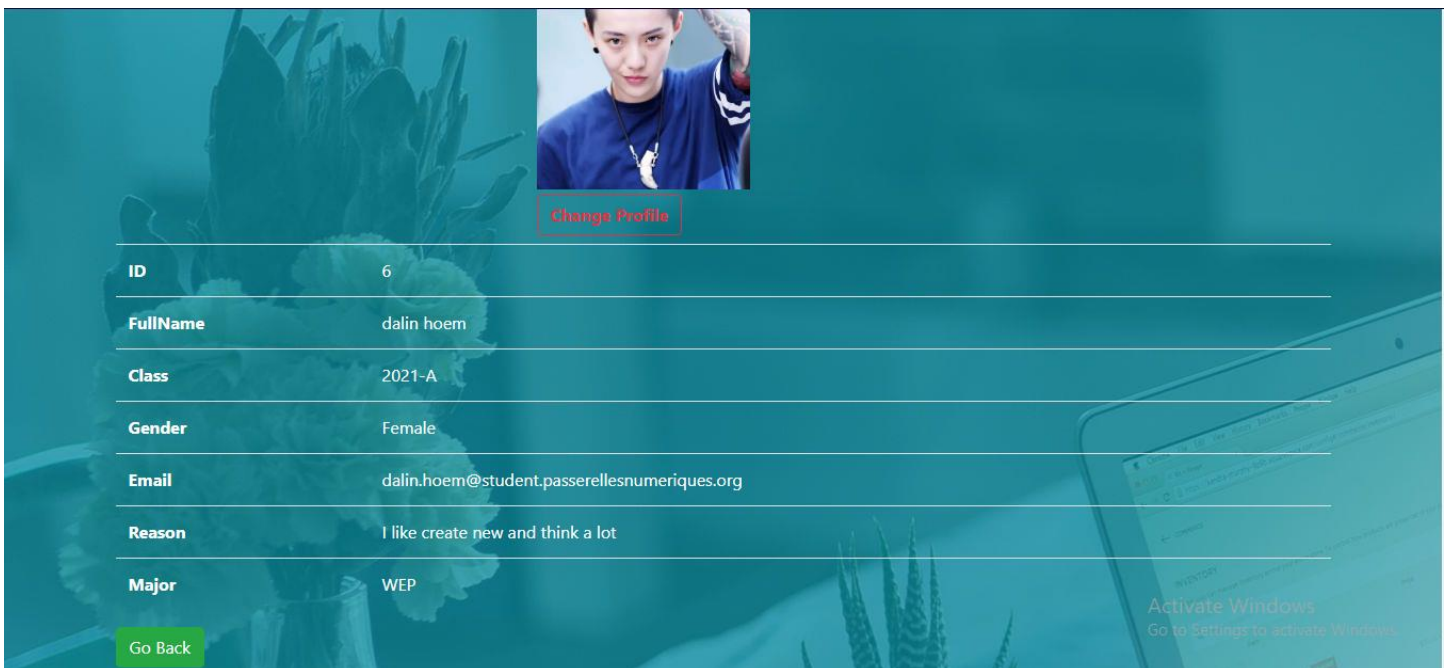 Change Profile
ID 6
FullName dalin hoem
Class 2021-A
Gender Female
Email dalin.hoem@student.passerellesnumeriques.org
Reason I like create new and think a lot
Major WEP
INVENTORY
Activate Windows
Go to Settings to activate Windows.
Go Back